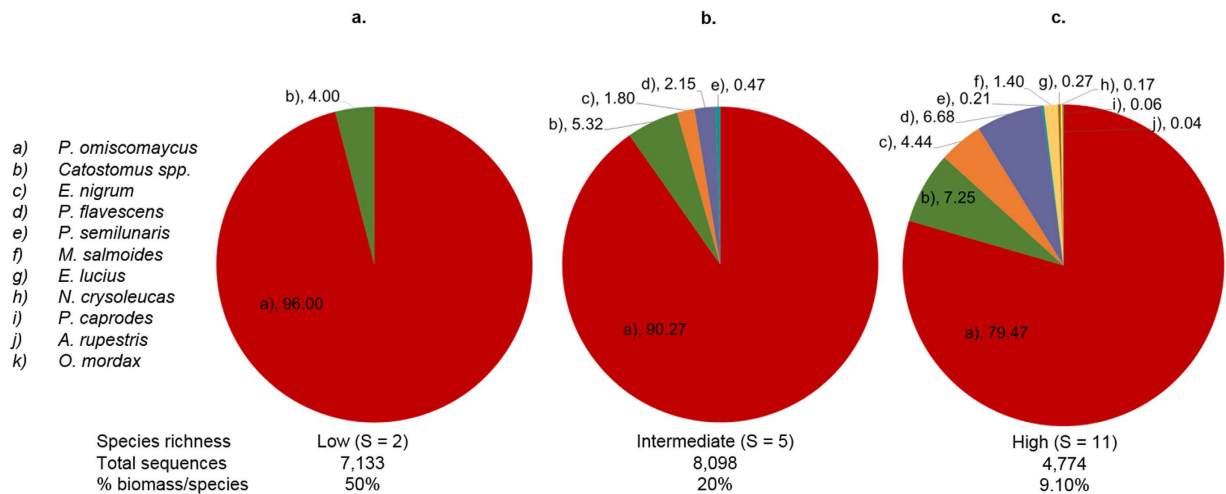 a.
b.
c.
a) P. omiscomaycus
b) Catostomus spp.
c) E. nigrum
d) P. flavescens
e) P. semilunaris
f) M. salmoides
g) E. lucius
h) N. crysoleucas
i) P. caprodes
j) A. rupestris
k) O. mordax
b), 4.00
a), 96.00
d), 2.15
e), 0.47
c), 1.80
b), 5.32
a), 90.27
f), 1.40
g), 0.27
h), 0.17
e), 0.21
i), 0.06
d), 6.68
j), 0.04
c), 4.44
b), 7.25
a), 79.47
Species richness Low (S = 2) Intermediate (S = 5) High (S = 11)
Total sequences 7,133 8,098 4,774
% biomass/species 50% 20% 9.10%